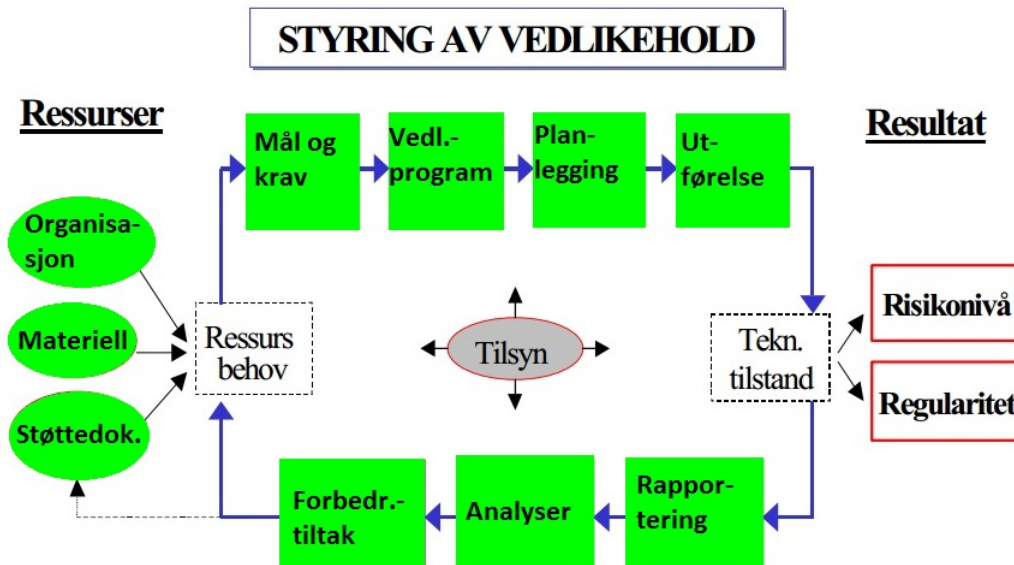 STYRING AV VEDLIKEHOLD
Ressurser
Resultat
Mål og
krav
Vedl.-
program
Plan-
legging
Ut-
førelse
Organisa-
sjon
Materiell
Støttedok.
Ressurs
behov
Tilsyn
Tekn.
tilstand
Risikonivå
Regularitet
Forbedr.-
tiltak
Analyser
Rappor-
tering